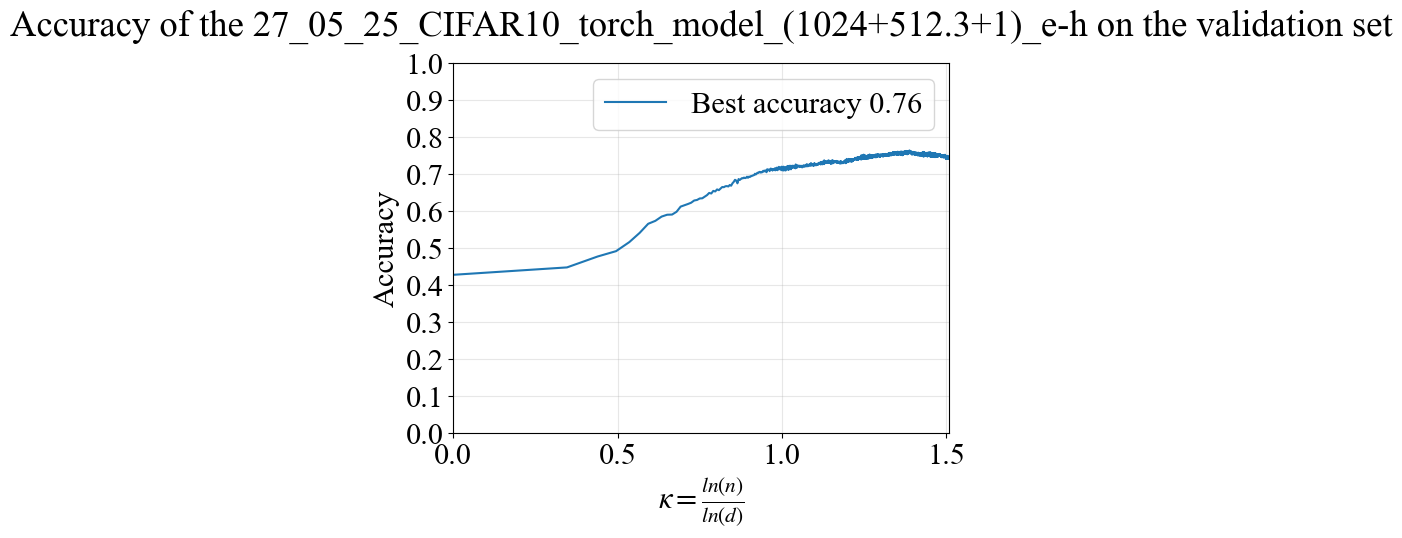 Accuracy of the 27_05_25_CIFAR10_torch_model_(1024+512.3+1)_e-h on the validation set
Best accuracy 0.76
Accuracy
1.0
0.9
0.8
0.7
0.6
0.5
0.4
0.3
0.2
0.1
0.0
0.0 0.5 1.0 1.5
κ = ln(n)/ln(d)